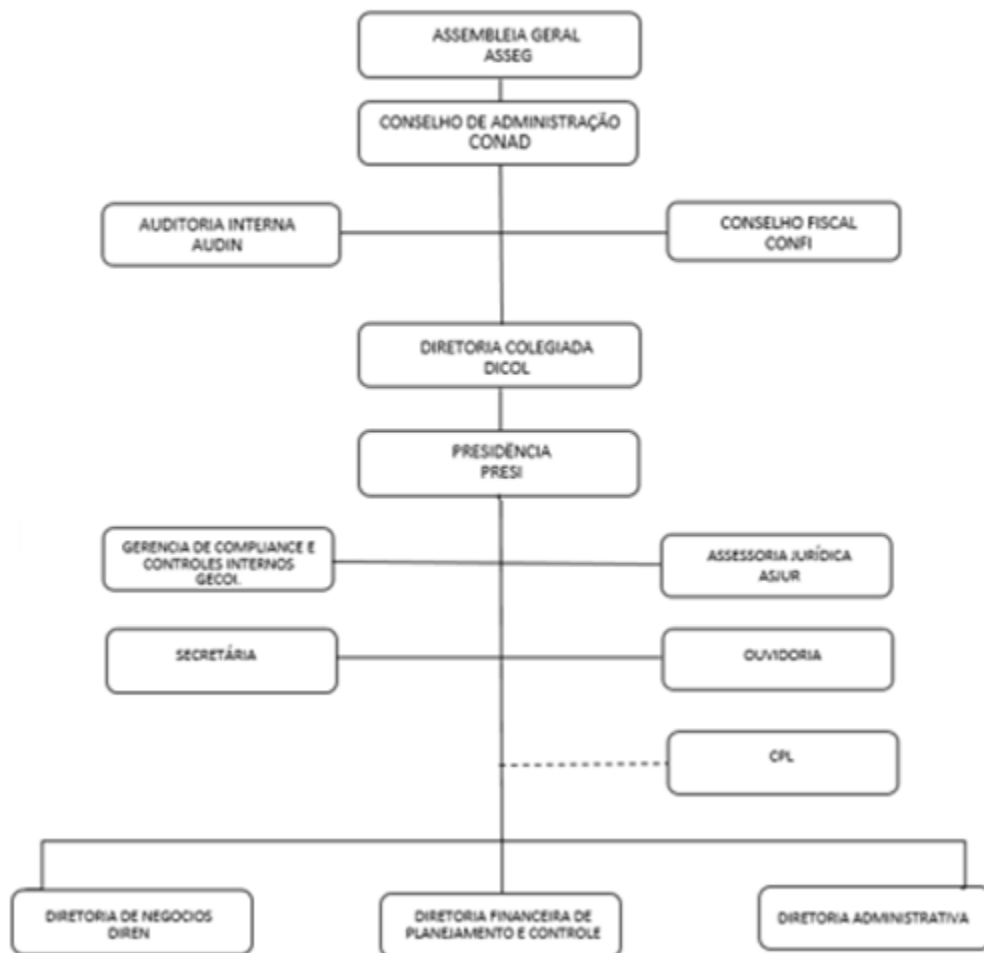 ASSEMBLEIA GERAL
ASSEG
CONSELHO DE ADMINISTRAÇÃO
CONAD
AUDITORIA INTERNA
AUDIN
CONSELHO FISCAL
CONFI
DIRETORIA COLEGIADA
DICOL
PRESIDÊNCIA
PRESI
GERENCIA DE COMPLIANCE E
CONTROLES INTERNOS
GECOI.
ASSESSORIA JURÍDICA
ASJUR
SECRETÁRIA
OUVIDORIA
CPL
DIRETORIA DE NEGOCIOS
DIREN
DIRETORIA FINANCEIRA DE
PLANEJAMENTO E CONTROLE
DIRETORIA ADMINISTRATIVA